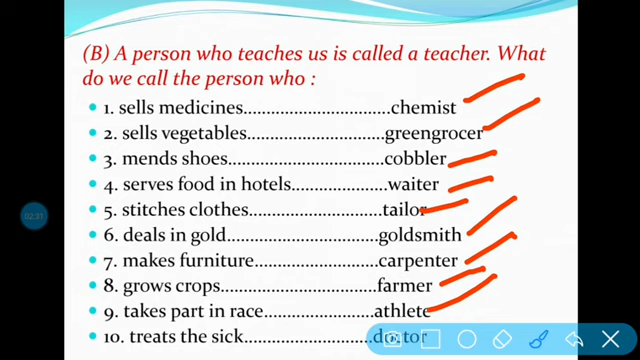 (B) A person who teaches us is called a teacher. What
do we call the person who :
1. sells medicines................................chemist
2. sells vegetables..............................greengrocer
3. mends shoes..................................cobbler
4. serves food in hotels.....................waiter
02:31
5. stitches clothes.............................tailor
6. deals in gold.................................goldsmith
7. makes furniture...........................carpenter
8. grows crops..................................farmer
9. takes part in race........................athlete
10. treats the sick............................doctor